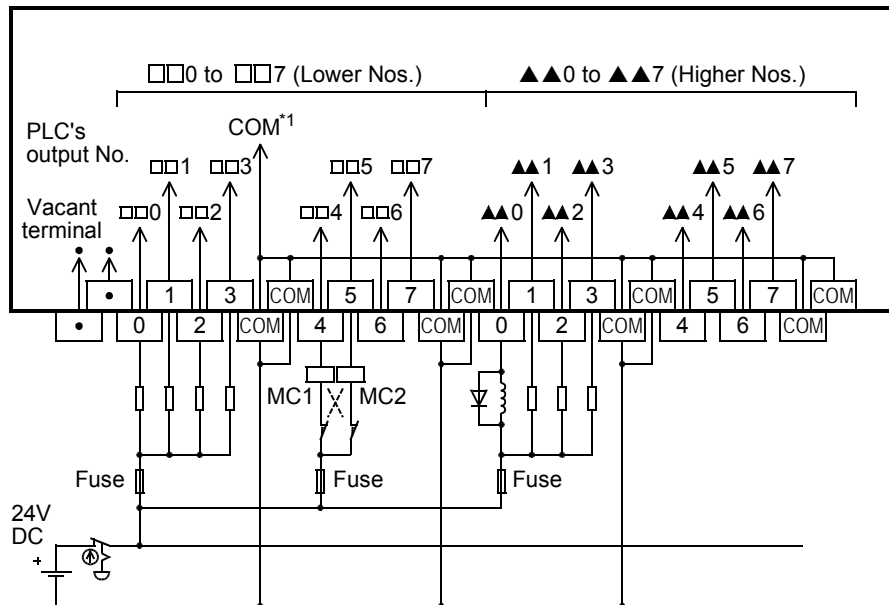 □□0 to □□7 (Lower Nos.) ▲▲0 to ▲▲7 (Higher Nos.)
PLC's
output No.
COM*1
□□1 □□3 □□5 □□7 ▲▲1 ▲▲3 ▲▲5 ▲▲7
Vacant
terminal
□□0 □□2 □□4 □□6 ▲▲0 ▲▲2 ▲▲4 ▲▲6
• •
• 1 3 COM 5 7 COM 1 3 COM 5 7 COM
• 0 2 COM 4 6 COM 0 2 COM 4 6 COM
MC1 MC2
Fuse Fuse Fuse
24V
DC
+